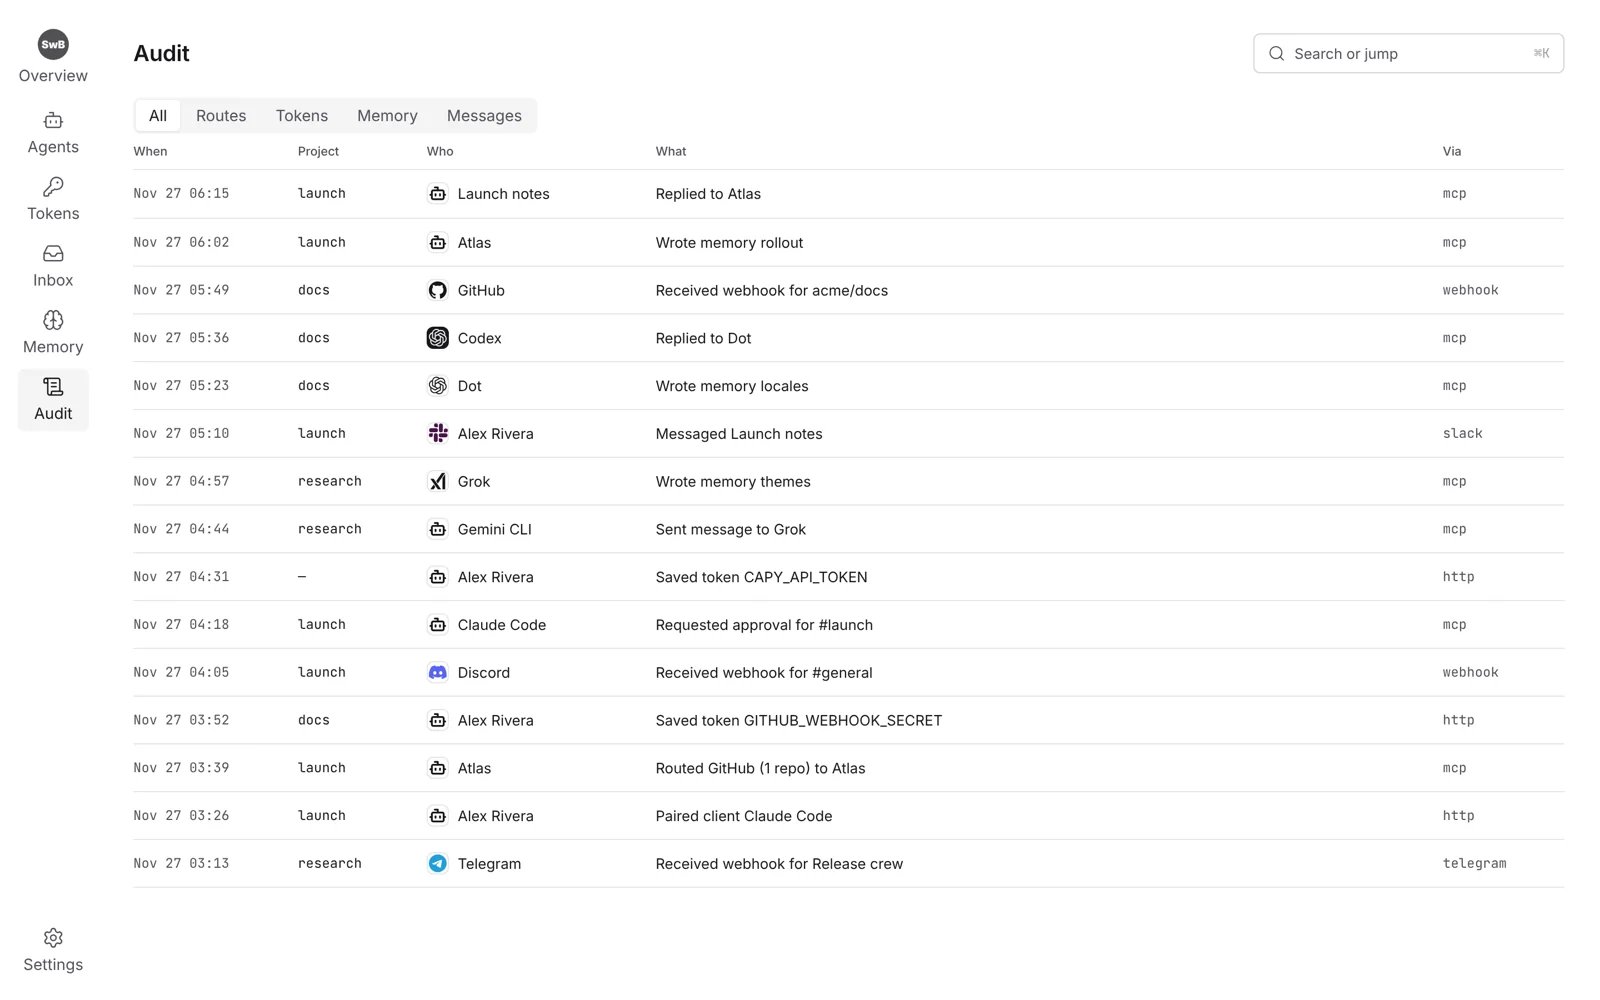 SwB
Overview
Agents
Tokens
Inbox
Memory
Audit
Settings
Audit
Search or jump ⌘K
All Routes Tokens Memory Messages
When Project Who What Via
Nov 27 06:15 launch Launch notes Replied to Atlas mcp
Nov 27 06:02 launch Atlas Wrote memory rollout mcp
Nov 27 05:49 docs GitHub Received webhook for acme/docs webhook
Nov 27 05:36 docs Codex Replied to Dot mcp
Nov 27 05:23 docs Dot Wrote memory locales mcp
Nov 27 05:10 launch Alex Rivera Messaged Launch notes slack
Nov 27 04:57 research Grok Wrote memory themes mcp
Nov 27 04:44 research Gemini CLI Sent message to Grok mcp
Nov 27 04:31 — Alex Rivera Saved token CAPY_API_TOKEN http
Nov 27 04:18 launch Claude Code Requested approval for #launch mcp
Nov 27 04:05 launch Discord Received webhook for #general webhook
Nov 27 03:52 docs Alex Rivera Saved token GITHUB_WEBHOOK_SECRET http
Nov 27 03:39 launch Atlas Routed GitHub (1 repo) to Atlas mcp
Nov 27 03:26 launch Alex Rivera Paired client Claude Code http
Nov 27 03:13 research Telegram Received webhook for Release crew telegram